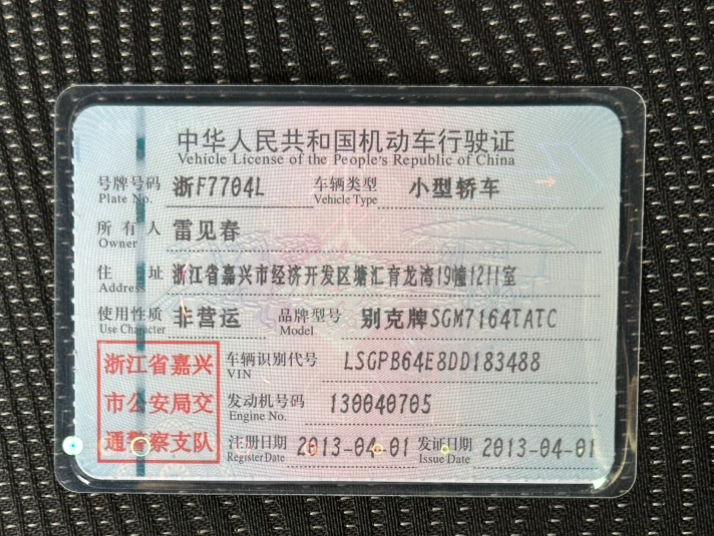 中华人民共和国机动车行驶证
Vehicle License of the People's Republic of China
号牌号码 浙F7704L 车辆类型 小型轿车
Plate No. Vehicle Type
所有人 雷见春
Owner
住址 浙江省嘉兴市经济开发区塘汇育龙湾19幢1211室
Address
使用性质 非营运 品牌型号 别克牌SGM7164TATC
Use Character Model
浙江省嘉兴 车辆识别代号 LSGPB64E8DD183488
VIN
市公安局交 发动机号码 130040705
Engine No.
通警察支队 注册日期 2013-04-01 发证日期 2013-04-01
Register Date Issue Date